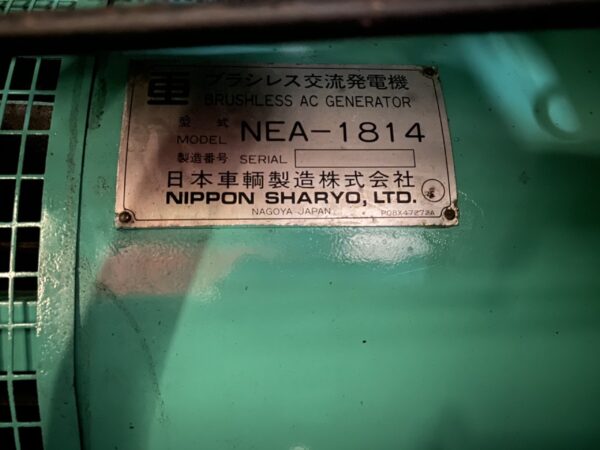 車 ブラシレス交流発電機
BRUSHLESS AC GENERATOR
型式
MODEL NEA-1814
製造番号 SERIAL
日本車輌製造株式会社
NIPPON SHARYO, LTD.
NAGOYA JAPAN P08X47272A